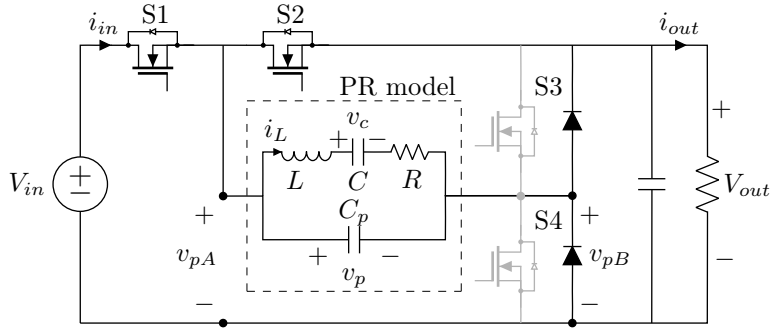 S1
S2
i_in
i_out
PR model
S3
i_L
+ v_c −
+
L
C
R
V_in
+
−
V_out
C_p
S4
+
+
v_pA
+ −
v_p
v_pB
−
−
−